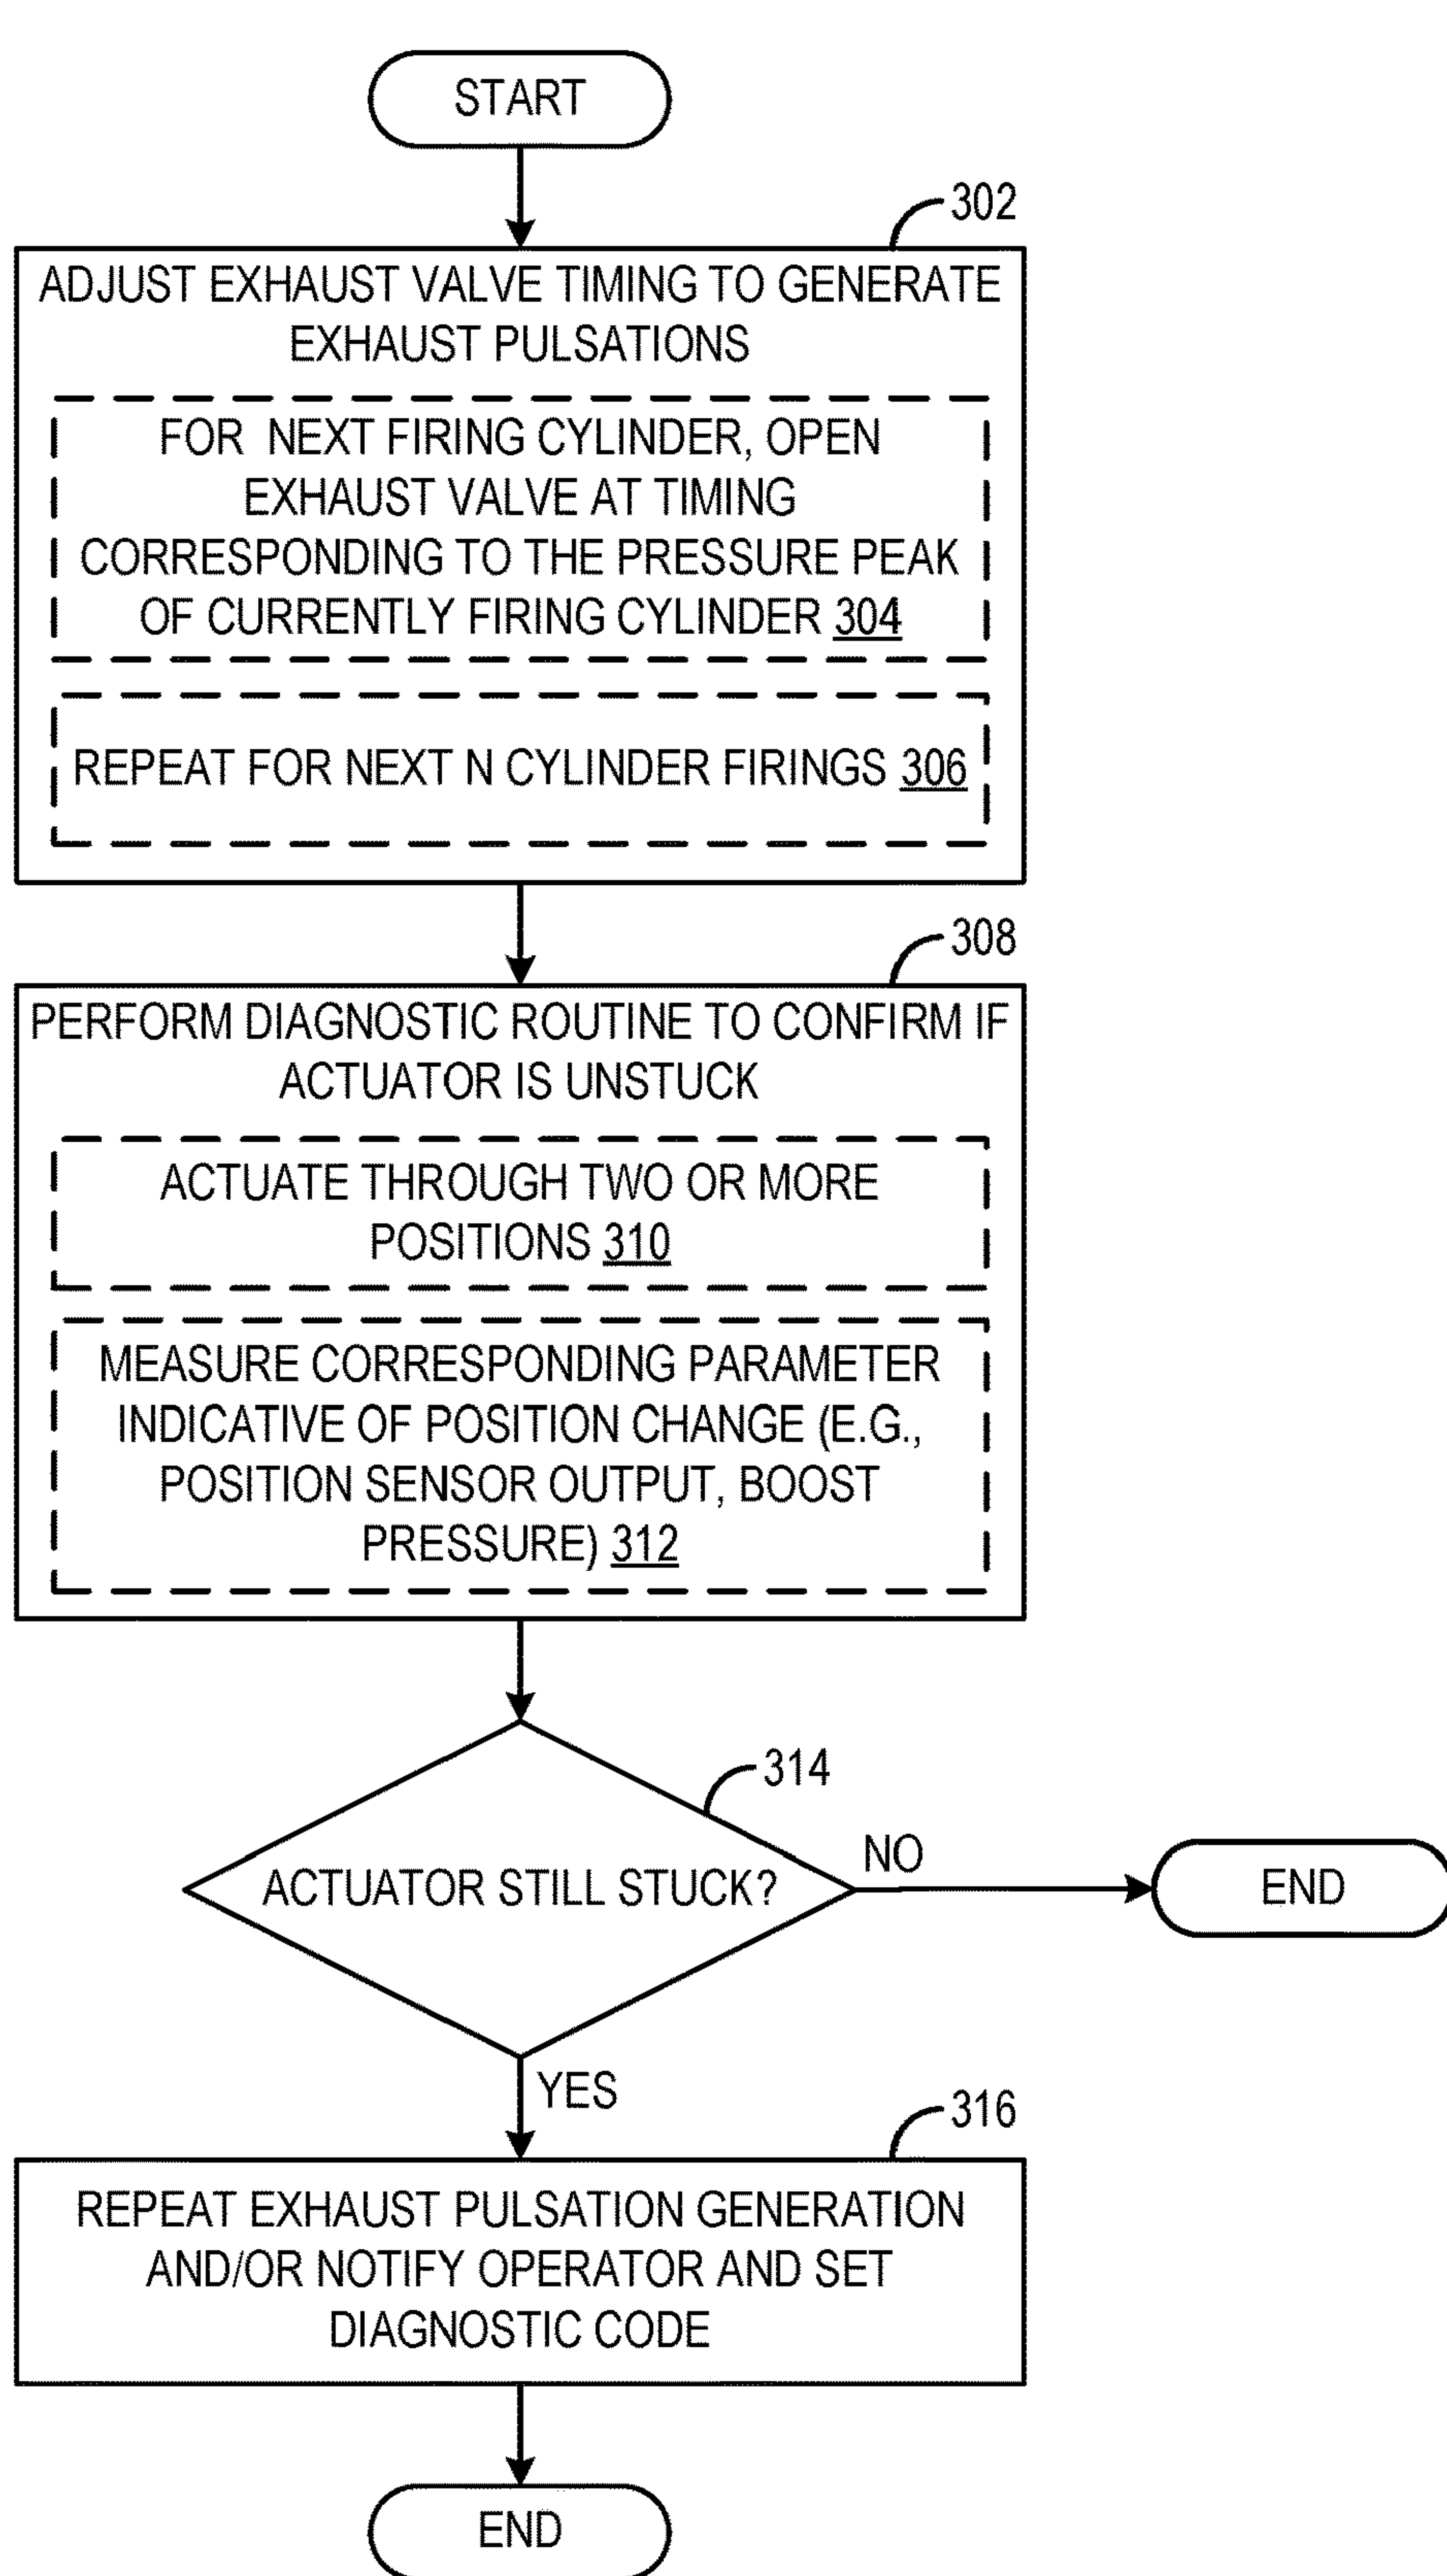 START
302
ADJUST EXHAUST VALVE TIMING TO GENERATE
EXHAUST PULSATIONS
FOR NEXT FIRING CYLINDER, OPEN
EXHAUST VALVE AT TIMING
CORRESPONDING TO THE PRESSURE PEAK
OF CURRENTLY FIRING CYLINDER 304
REPEAT FOR NEXT N CYLINDER FIRINGS 306
308
PERFORM DIAGNOSTIC ROUTINE TO CONFIRM IF
ACTUATOR IS UNSTUCK
ACTUATE THROUGH TWO OR MORE
POSITIONS 310
MEASURE CORRESPONDING PARAMETER
INDICATIVE OF POSITION CHANGE (E.G.,
POSITION SENSOR OUTPUT, BOOST
PRESSURE) 312
314
ACTUATOR STILL STUCK?
NO
END
YES
316
REPEAT EXHAUST PULSATION GENERATION
AND/OR NOTIFY OPERATOR AND SET
DIAGNOSTIC CODE
END